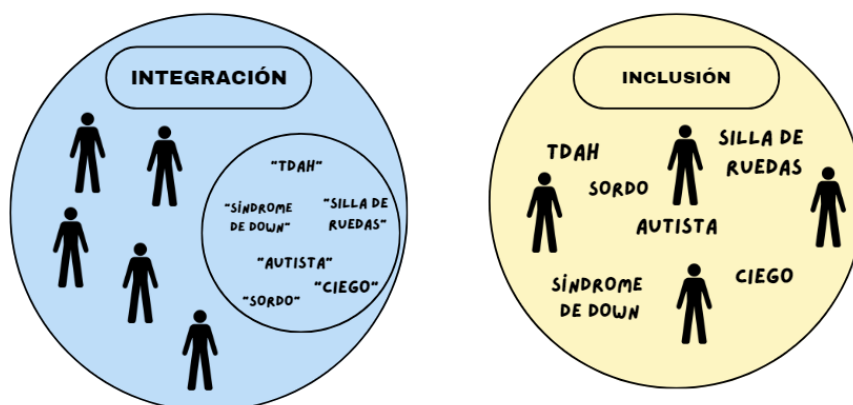 INTEGRACIÓN
"TDAH"
"SÍNDROME
DE DOWN"
"SILLA DE
RUEDAS"
"AUTISTA"
"SORDO"
"CIEGO"
INCLUSIÓN
TDAH
SILLA DE
RUEDAS
SORDO
AUTISTA
SÍNDROME
DE DOWN
CIEGO